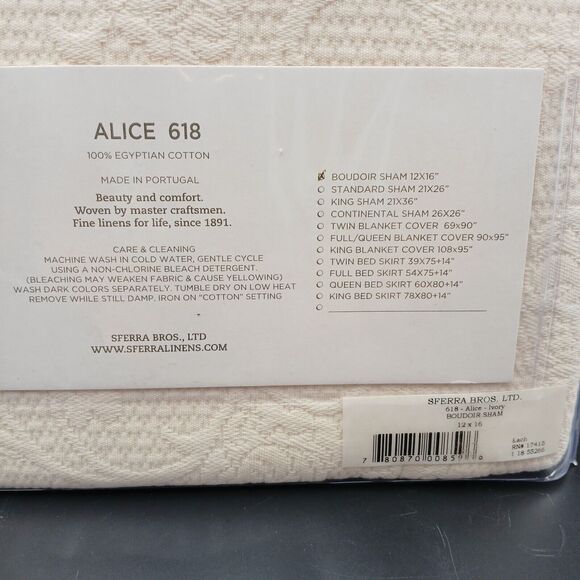 ALICE 618
100% EGYPTIAN COTTON
MADE IN PORTUGAL
Beauty and comfort.
Woven by master craftsmen.
Fine linens for life, since 1891.
CARE & CLEANING
MACHINE WASH IN COLD WATER, GENTLE CYCLE
USING A NON-CHLORINE BLEACH DETERGENT.
(BLEACHING MAY WEAKEN FABRIC & CAUSE YELLOWING)
WASH DARK COLORS SEPARATELY. TUMBLE DRY ON LOW HEAT
REMOVE WHILE STILL DAMP. IRON ON "COTTON" SETTING
SFERRA BROS., LTD
WWW.SFERRALINENS.COM
BOUDOIR SHAM 12X16"
STANDARD SHAM 21X26"
KING SHAM 21X36"
CONTINENTAL SHAM 26X26"
TWIN BLANKET COVER 69x90"
FULL/QUEEN BLANKET COVER 90x95"
KING BLANKET COVER 108x95"
TWIN BED SKIRT 39X75+14"
FULL BED SKIRT 54X75+14"
QUEEN BED SKIRT 60X80+14"
KING BED SKIRT 78X80+14"
SFERRA BROS. LTD.
618 - Alice - Ivory
BOUDOIR SHAM
12 x 16
Each
RN# 17413
7 80870 00859